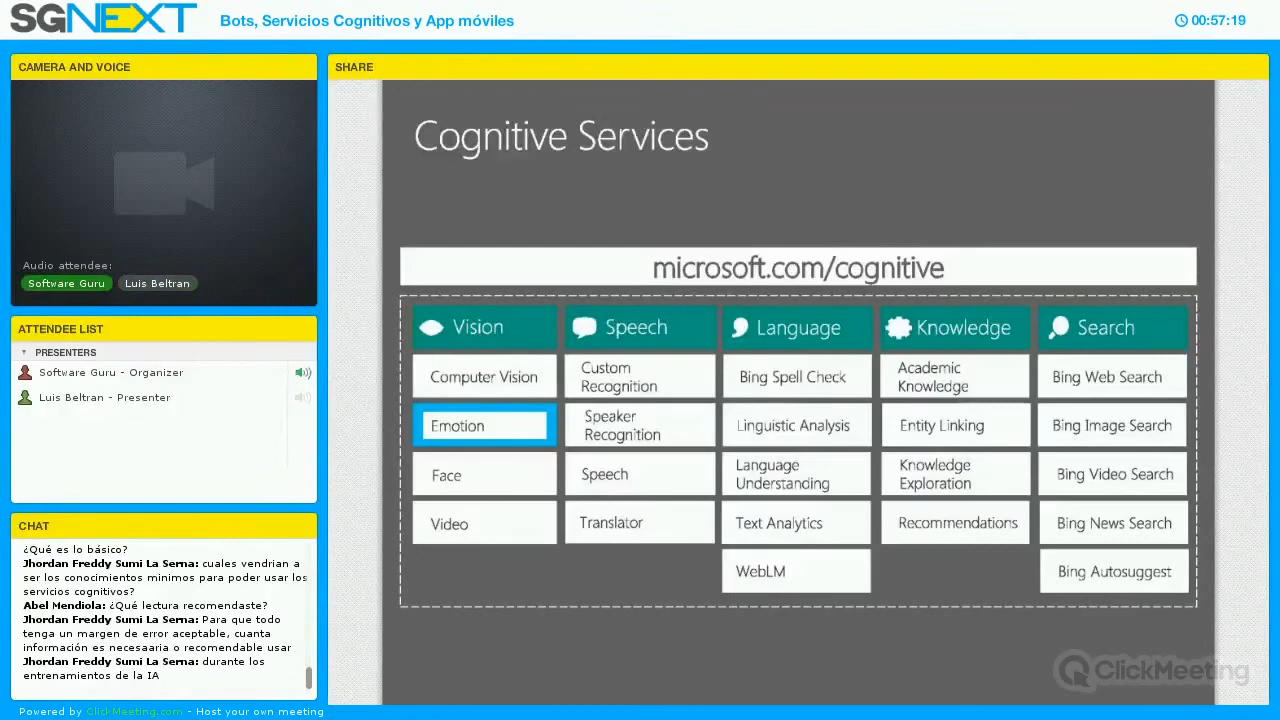 SGNEXT
Bots, Servicios Cognitivos y App móviles
00:57:19
CAMERA AND VOICE
Audio attendee:
Software Guru
Luis Beltran
ATTENDEE LIST
PRESENTERS
Software Guru - Organizer
Luis Beltran - Presenter
CHAT
¿Qué es lo básico?
Jhordan Freddy Sumi La Serna: cuales vendrian a
ser los conocimientos minimos para poder usar los
servicios cognitivos?
Abel Mendiola: ¿Qué lectura recomendaste?
Jhordan Freddy Sumi La Serna: Para que todo
tenga un margen de error aceptable, cuanta
información es necesaaria o recomendable usar
Jhordan Freddy Sumi La Serna: durante los
entrenamientos de la IA
Powered by ClickMeeting.com - Host your own meeting
SHARE
Cognitive Services
microsoft.com/cognitive
Vision
Computer Vision
Emotion
Face
Video
Speech
Custom
Recognition
Speaker
Recognition
Speech
Translator
Language
Bing Spell Check
Linguistic Analysis
Language
Understanding
Text Analytics
WebLM
Knowledge
Academic
Knowledge
Entity Linking
Knowledge
Exploration
Recommendations
Search
Bing Web Search
Bing Image Search
Bing Video Search
Bing News Search
Bing Autosuggest
ClickMeeting